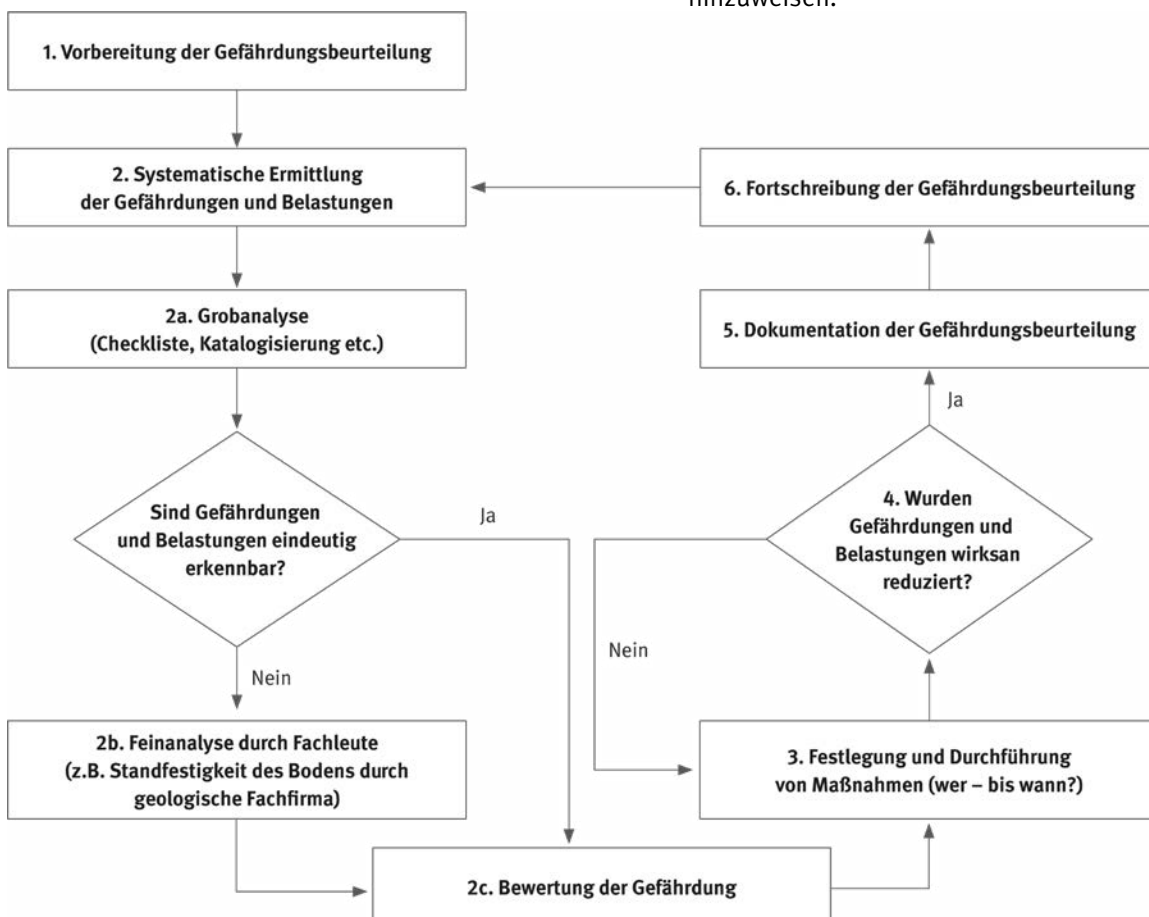 hinzuweisen.
1. Vorbereitung der Gefährdungsbeurteilung
2. Systematische Ermittlung
der Gefährdungen und Belastungen
2a. Grobanalyse
(Checkliste, Katalogisierung etc.)
Sind Gefährdungen
und Belastungen eindeutig
erkennbar?
Ja
Nein
2b. Feinanalyse durch Fachleute
(z.B. Standfestigkeit des Bodens durch
geologische Fachfirma)
2c. Bewertung der Gefährdung
3. Festlegung und Durchführung
von Maßnahmen (wer – bis wann?)
4. Wurden
Gefährdungen und
Belastungen wirksan
reduziert?
Nein
Ja
5. Dokumentation der Gefährdungsbeurteilung
6. Fortschreibung der Gefährdungsbeurteilung